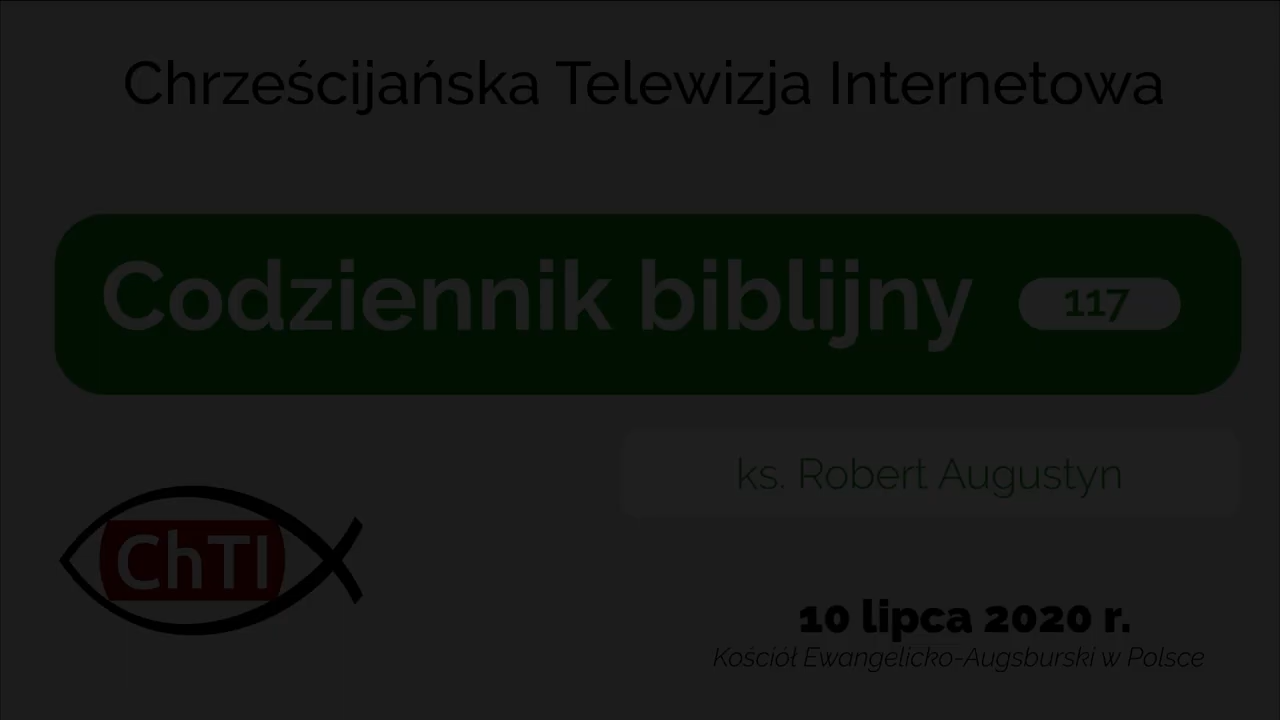 Chrześcijańska Telewizja Internetowa
Codziennik biblijny 117
ks. Robert Augustyn
ChTI
10 lipca 2020 r.
Kościół Ewangelicko-Augsburski w Polsce